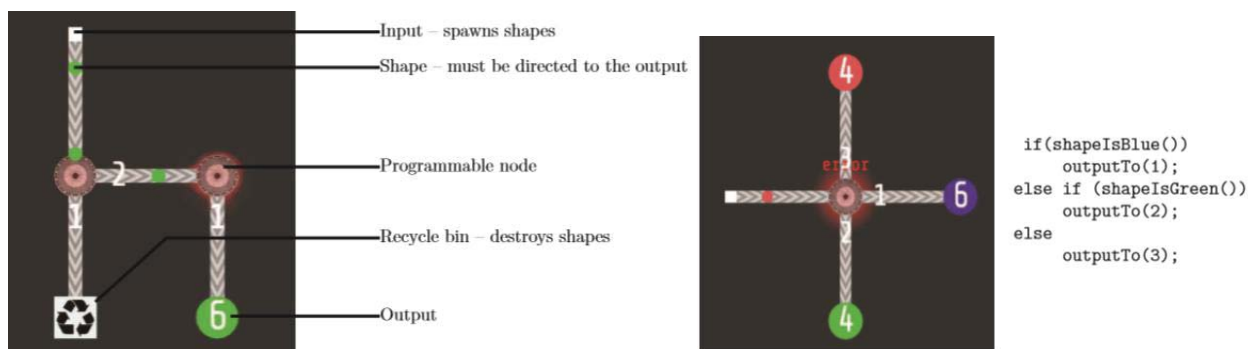 Input – spawns shapes
Shape – must be directed to the output
2
Programmable node
1
1
Recycle bin – destroys shapes
6
Output
4
3
error
1
6
2
4
if(shapeIsBlue())
outputTo(1);
else if (shapeIsGreen())
outputTo(2);
else
outputTo(3);